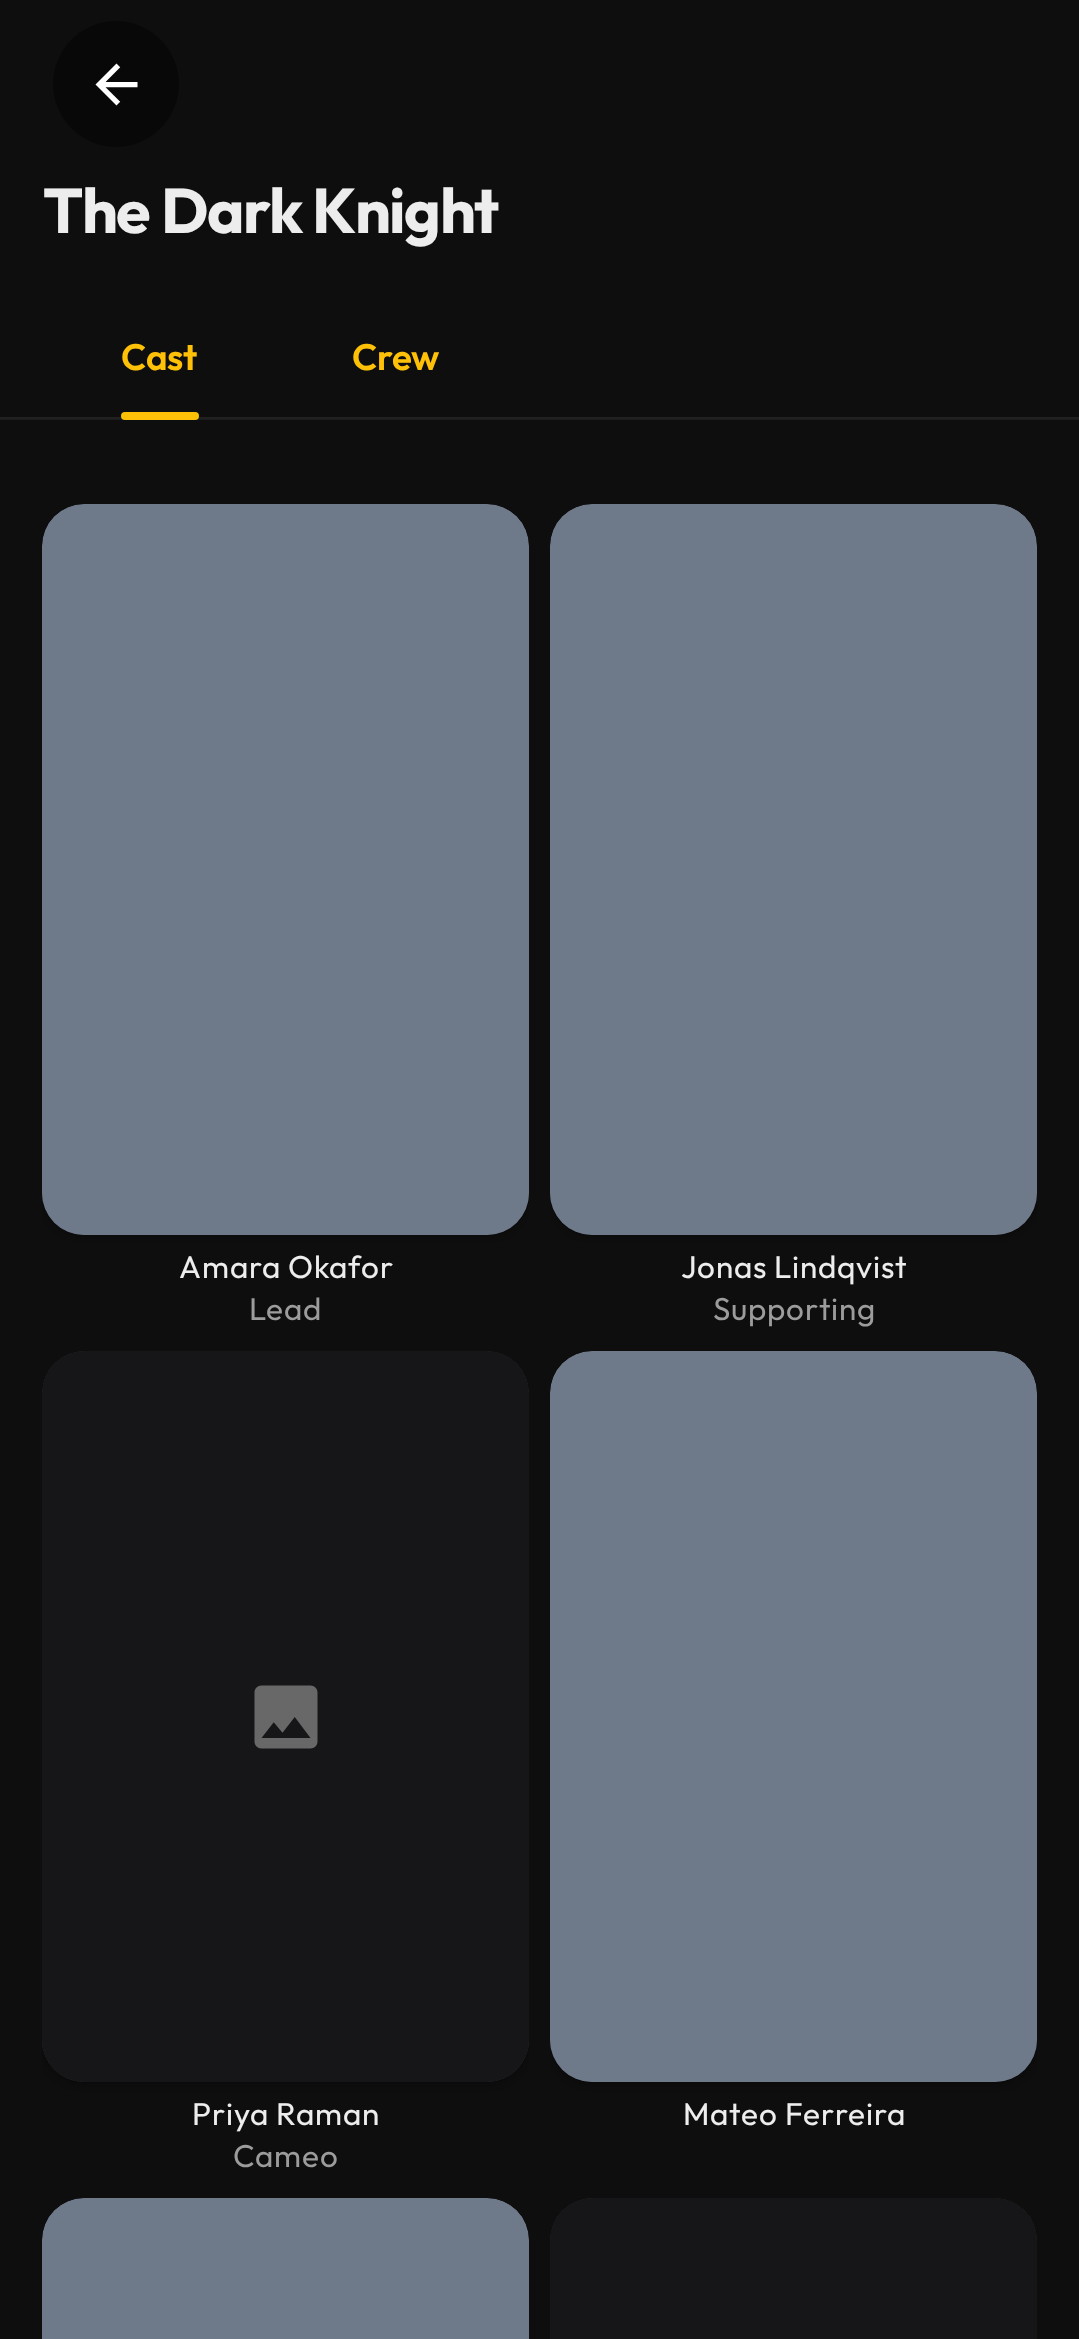 The Dark Knight
Cast Crew
Amara Okafor
Lead
Jonas Lindqvist
Supporting
Priya Raman
Cameo
Mateo Ferreira